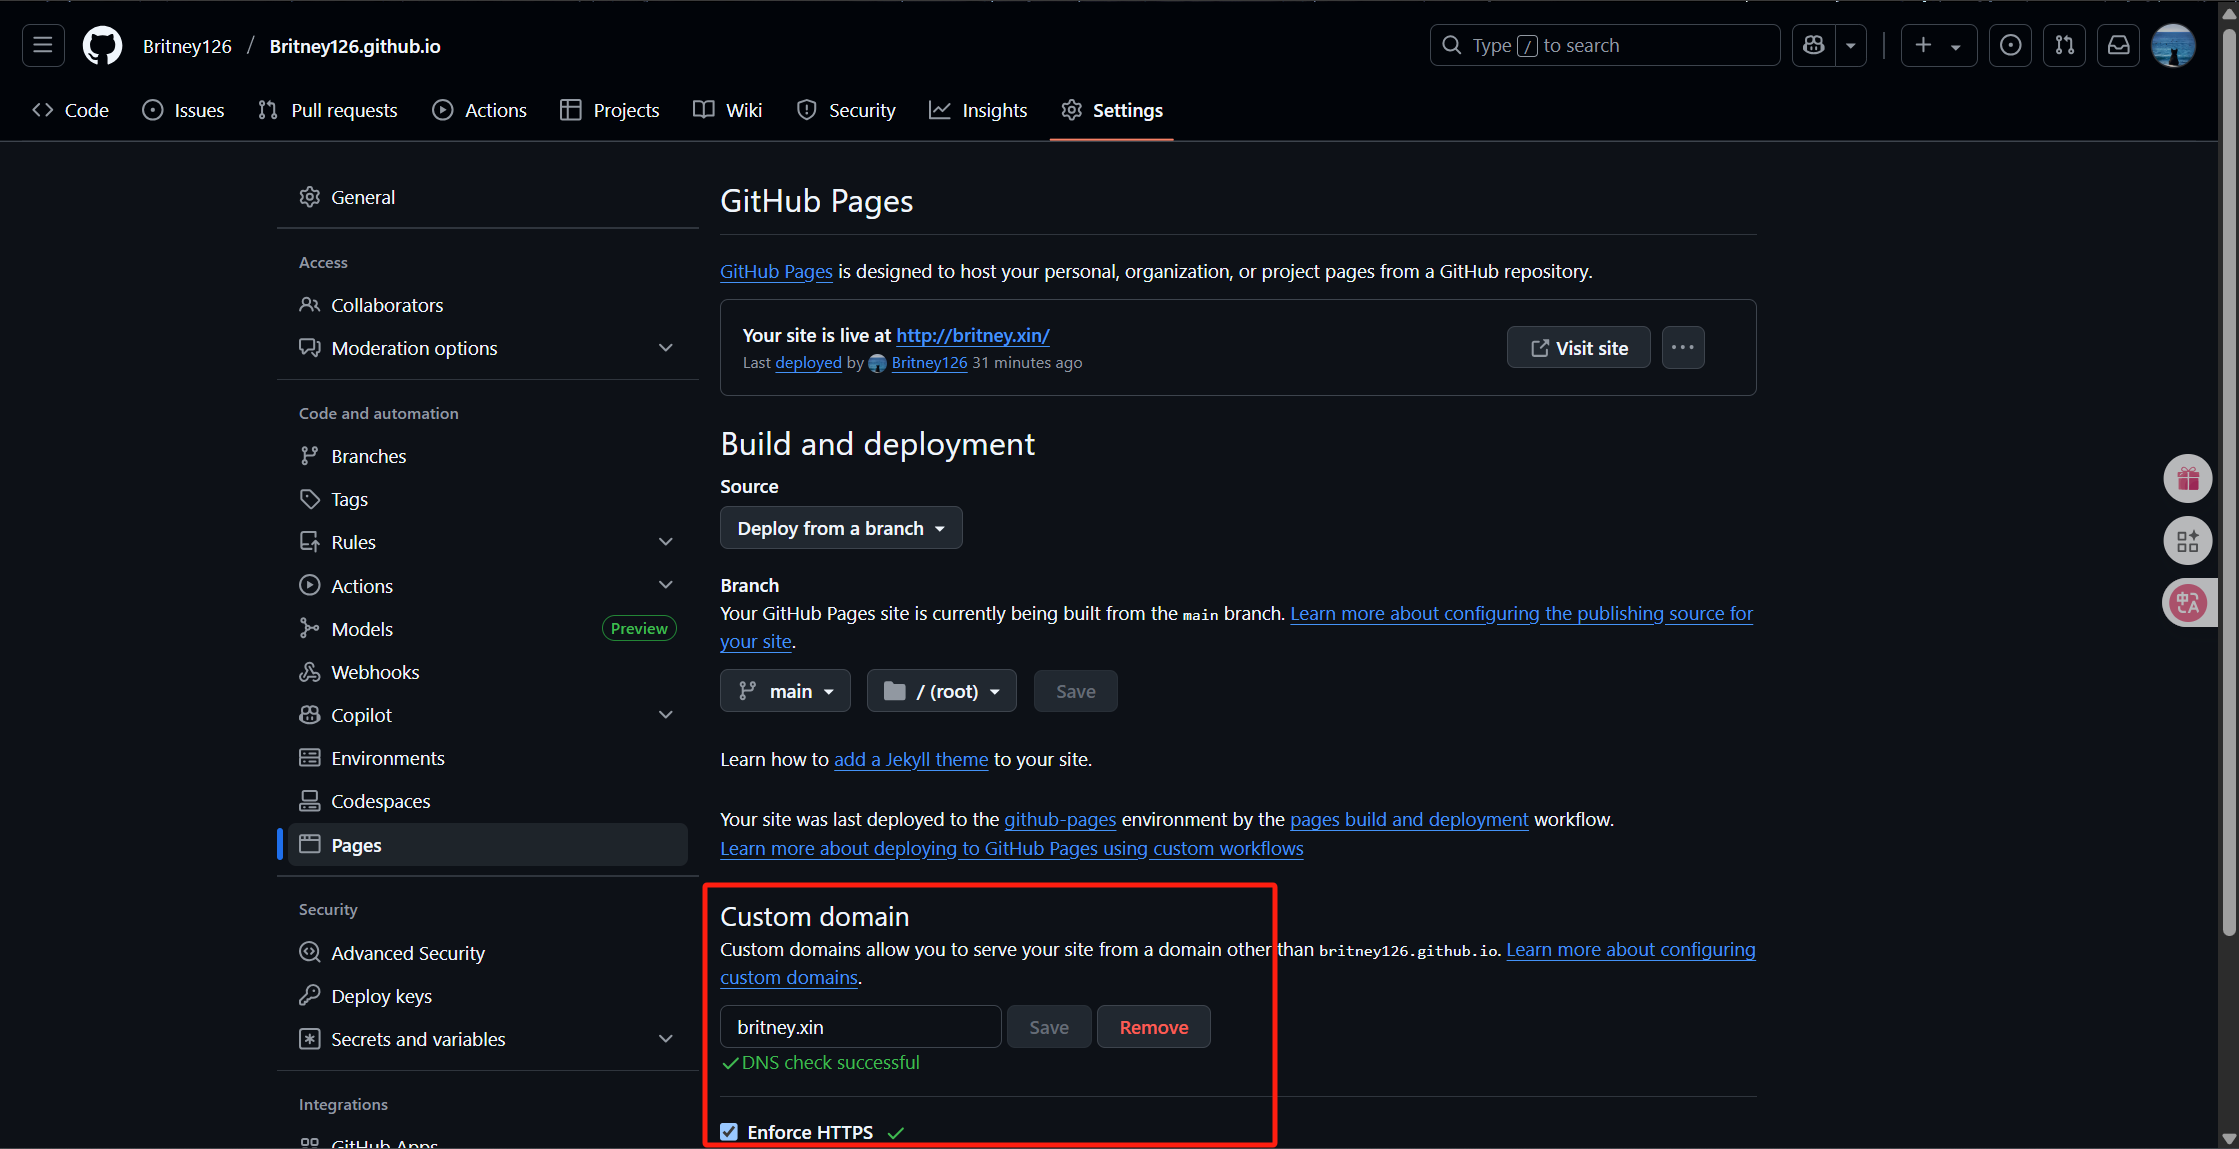 Britney126 / Britney126.github.io
Type / to search
Code
Issues
Pull requests
Actions
Projects
Wiki
Security
Insights
Settings
General
Access
Collaborators
Moderation options
Code and automation
Branches
Tags
Rules
Actions
Models
Preview
Webhooks
Copilot
Environments
Codespaces
Pages
Security
Advanced Security
Deploy keys
Secrets and variables
Integrations
GitHub Apps
GitHub Pages
GitHub Pages is designed to host your personal, organization, or project pages from a GitHub repository.
Your site is live at http://britney.xin/
Last deployed by Britney126 31 minutes ago
Visit site
Build and deployment
Source
Deploy from a branch
Branch
Your GitHub Pages site is currently being built from the main branch. Learn more about configuring the publishing source for
your site.
main
/ (root)
Save
Learn how to add a Jekyll theme to your site.
Your site was last deployed to the github-pages environment by the pages build and deployment workflow.
Learn more about deploying to GitHub Pages using custom workflows
Custom domain
Custom domains allow you to serve your site from a domain other than britney126.github.io. Learn more about configuring
custom domains.
britney.xin
Save
Remove
DNS check successful
Enforce HTTPS
中A